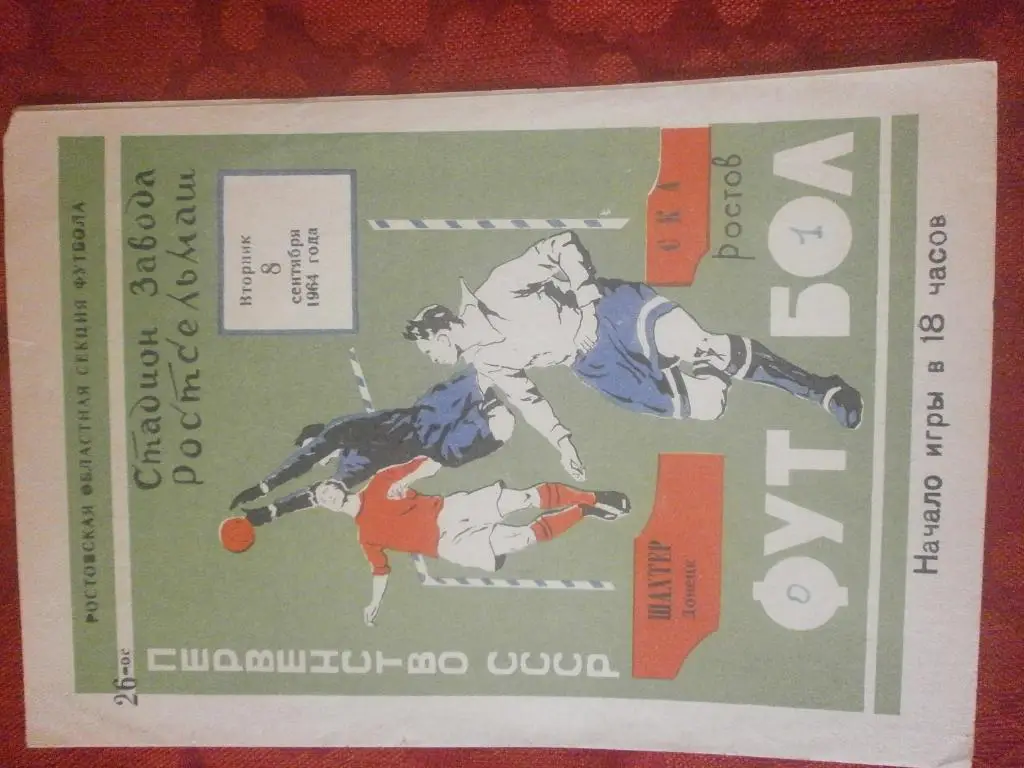 РОСТОВСКАЯ ОБЛАСТНАЯ СЕКЦИЯ ФУТБОЛА
26-ос
Стадион Завода
Ростсельмаш
Вторник
8
сентября
1964 года
ПЕРВЕНСТВО СССР
ШАХТЕР
Донецк
СКА
Ростов
ФУТ БОЛ
0
1
Начало игры в 18 часов